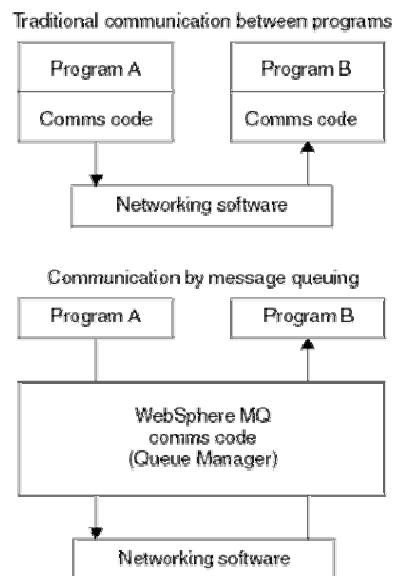 Traditional communication between programs
Program A
Program B
Comms code
Comms code
Networking software
Communication by message queuing
Program A
Program B
WebSphere MQ
comms code
(Queue Manager)
Networking software